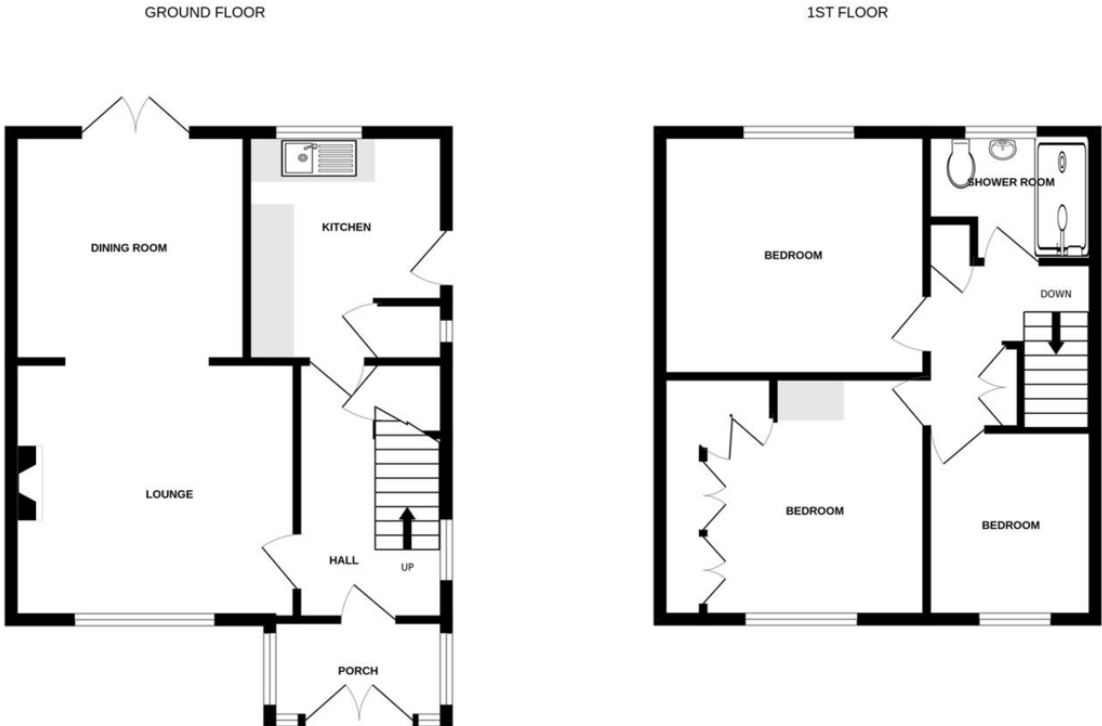 GROUND FLOOR
DINING ROOM
KITCHEN
LOUNGE
HALL
UP
PORCH
1ST FLOOR
SHOWER ROOM
BEDROOM
DOWN
BEDROOM
BEDROOM